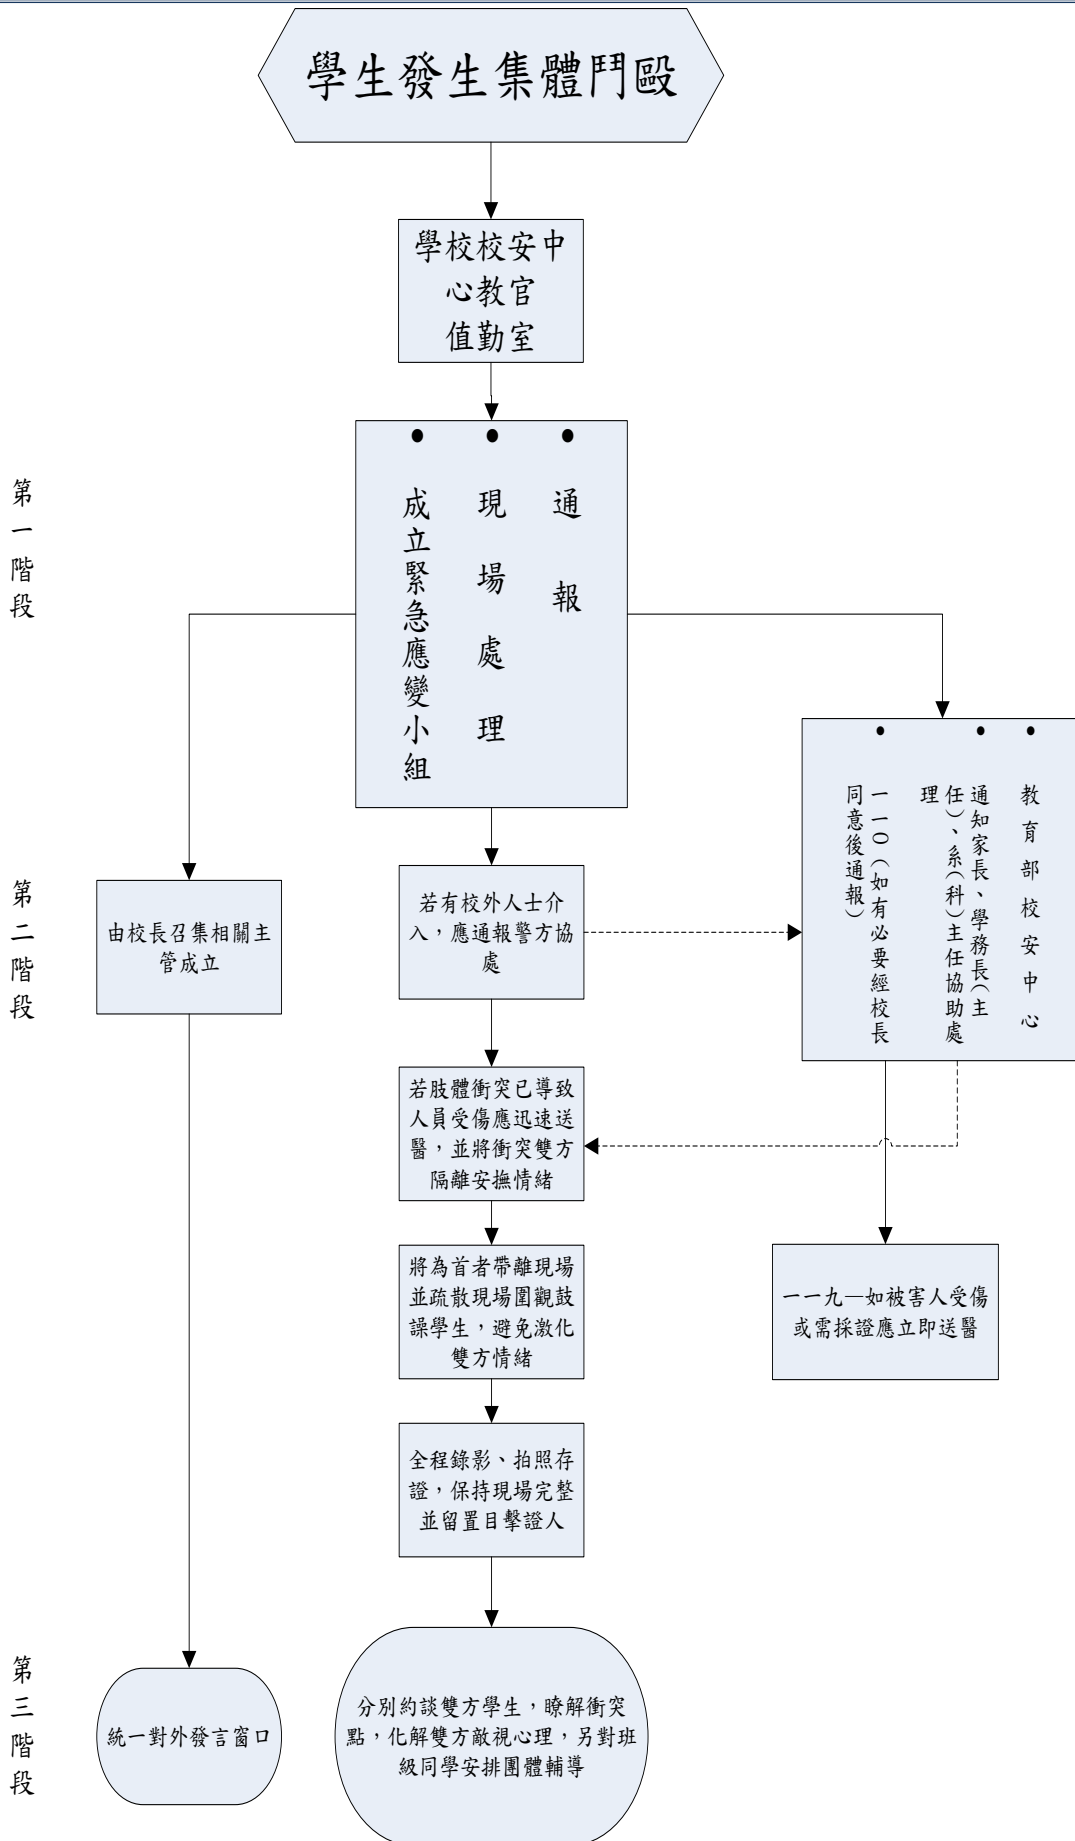 學生發生集體鬥毆
學校校安中
心教官
值勤室
第一階段
● 通報
● 現場處理
● 成立緊急應變小組
● 教育部校安中心
● 通知家長、學務長(主
任)、系(科)主任協助處
理
● 一一0(如有必要經校長
同意後通報)
第二階段
由校長召集相關主
管成立
若有校外人士介
入,應通報警方協
處
若肢體衝突已導致
人員受傷應迅速送
醫,並將衝突雙方
隔離安撫情緒
將為首者帶離現場
並疏散現場圍觀鼓
譟學生,避免激化
雙方情緒
一一九—如被害人受傷
或需採證應立即送醫
全程錄影、拍照存
證,保持現場完整
並留置目擊證人
第三階段
統一對外發言窗口
分別約談雙方學生,瞭解衝突
點,化解雙方敵視心理,另對班
級同學安排團體輔導